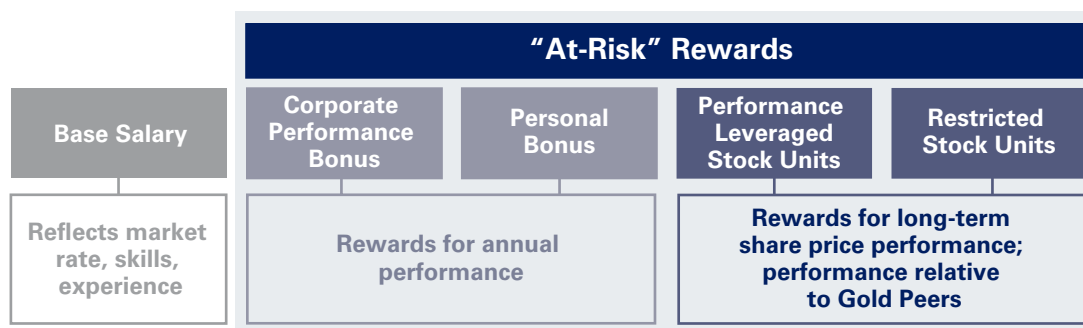 “At-Risk” Rewards
Base Salary
Corporate
Performance
Bonus
Personal
Bonus
Performance
Leveraged
Stock Units
Restricted
Stock Units
Reflects market
rate, skills,
experience
Rewards for annual
performance
Rewards for long-term
share price performance;
performance relative
to Gold Peers